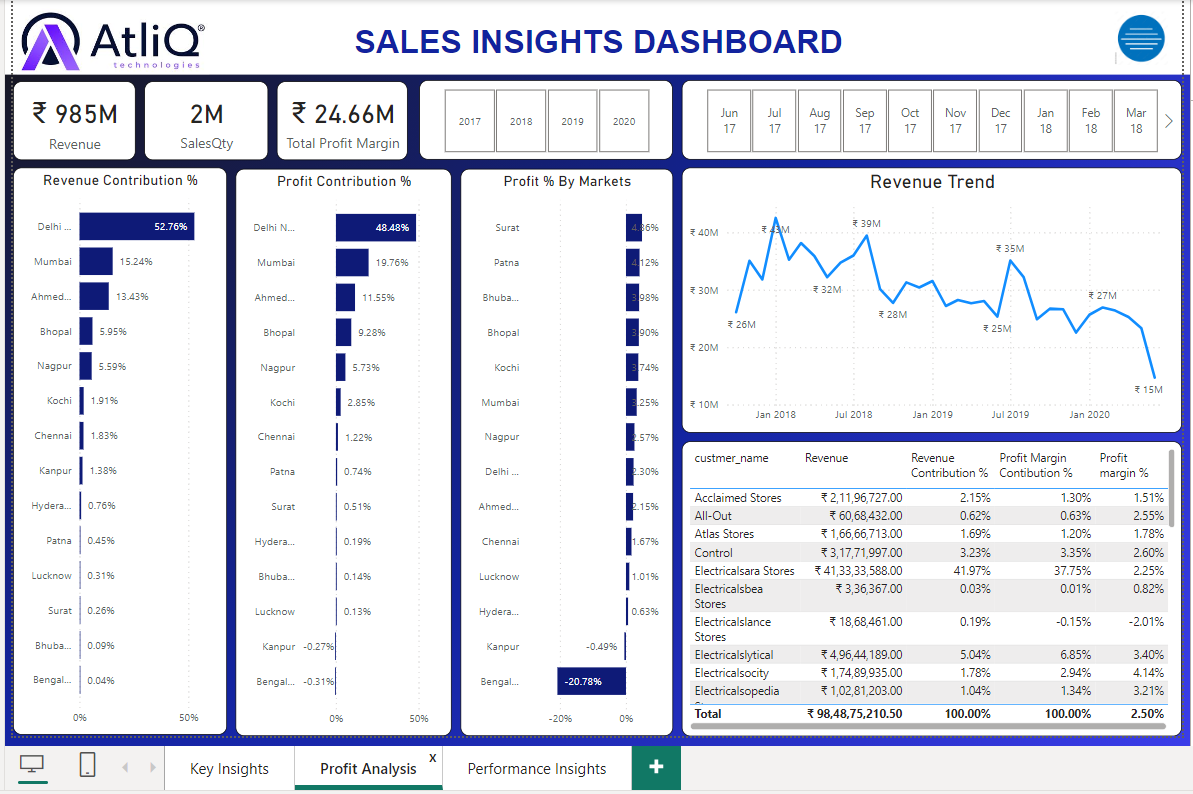 AtliQ®
technologies
SALES INSIGHTS DASHBOARD
₹ 985M
Revenue
2M
SalesQty
₹ 24.66M
Total Profit Margin
2017
2018
2019
2020
Jun 17
Jul 17
Aug 17
Sep 17
Oct 17
Nov 17
Dec 17
Jan 18
Feb 18
Mar 18
Revenue Contribution %
Delhi ... 52.76%
Mumbai 15.24%
Ahmed... 13.43%
Bhopal 5.95%
Nagpur 5.59%
Kochi 1.91%
Chennai 1.83%
Kanpur 1.38%
Hydera... 0.76%
Patna 0.45%
Lucknow 0.31%
Surat 0.26%
Bhuba... 0.09%
Bengal... 0.04%
0% 50%
Profit Contribution %
Delhi N... 48.48%
Mumbai 19.76%
Ahmed... 11.55%
Bhopal 9.28%
Nagpur 5.73%
Kochi 2.85%
Chennai 1.22%
Patna 0.74%
Surat 0.51%
Hydera... 0.19%
Bhuba... 0.14%
Lucknow 0.13%
Kanpur -0.27%
Bengal... -0.31%
0% 50%
Profit % By Markets
Surat 4.86%
Patna 4.12%
Bhuba... 3.98%
Bhopal 3.90%
Kochi 3.74%
Mumbai 3.25%
Nagpur 2.57%
Delhi ... 2.30%
Ahmed... 2.15%
Chennai 1.67%
Lucknow 1.01%
Hydera... 0.63%
Kanpur -0.49%
Bengal... -20.78%
-20% 0%
Revenue Trend
₹ 40M
₹ 30M
₹ 20M
₹ 10M
₹ 26M
₹ 43M
₹ 32M
₹ 39M
₹ 28M
₹ 25M
₹ 35M
₹ 27M
₹ 15M
Jan 2018 Jul 2018 Jan 2019 Jul 2019 Jan 2020
custmer_name Revenue Revenue Contribution % Profit Margin Contibution % Profit margin %
Acclaimed Stores ₹ 2,11,96,727.00 2.15% 1.30% 1.51%
All-Out ₹ 60,68,432.00 0.62% 0.63% 2.55%
Atlas Stores ₹ 1,66,66,713.00 1.69% 1.20% 1.78%
Control ₹ 3,17,71,997.00 3.23% 3.35% 2.60%
Electricalsara Stores ₹ 41,33,33,588.00 41.97% 37.75% 2.25%
Electricalsbea Stores ₹ 3,36,367.00 0.03% 0.01% 0.82%
Electricalslance Stores ₹ 18,68,461.00 0.19% -0.15% -2.01%
Electricalslytical ₹ 4,96,44,189.00 5.04% 6.85% 3.40%
Electricalsocity ₹ 1,74,89,935.00 1.78% 2.94% 4.14%
Electricalsopedia ₹ 1,02,81,203.00 1.04% 1.34% 3.21%
Total ₹ 98,48,75,210.50 100.00% 100.00% 2.50%
Key Insights
Profit Analysis
X
Performance Insights
+